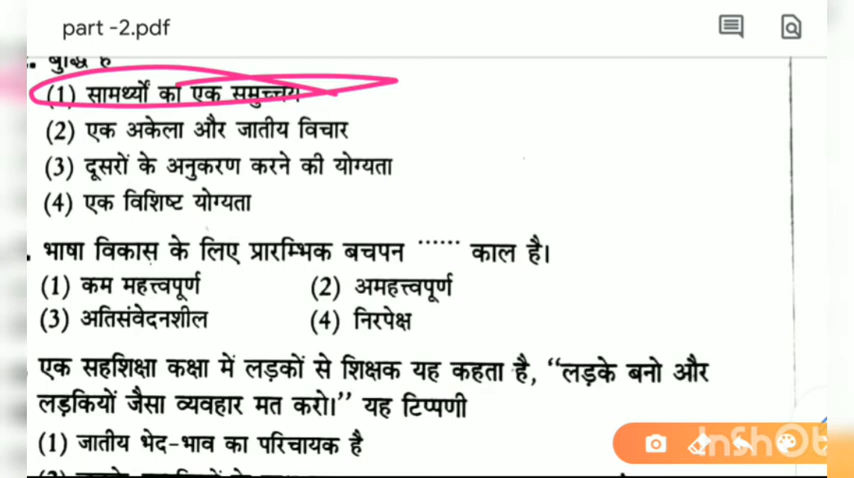 part -2.pdf
बुद्धि है
(1) सामर्थ्यों का एक समुच्चय
(2) एक अकेला और जातीय विचार
(3) दूसरों के अनुकरण करने की योग्यता
(4) एक विशिष्ट योग्यता
. भाषा विकास के लिए प्रारम्भिक बचपन ...... काल है।
(1) कम महत्त्वपूर्ण (2) अमहत्त्वपूर्ण
(3) अतिसंवेदनशील (4) निरपेक्ष
एक सहशिक्षा कक्षा में लड़कों से शिक्षक यह कहता है, “लड़के बनो और
लड़कियों जैसा व्यवहार मत करो।” यह टिप्पणी
(1) जातीय भेद-भाव का परिचायक है
InShOt